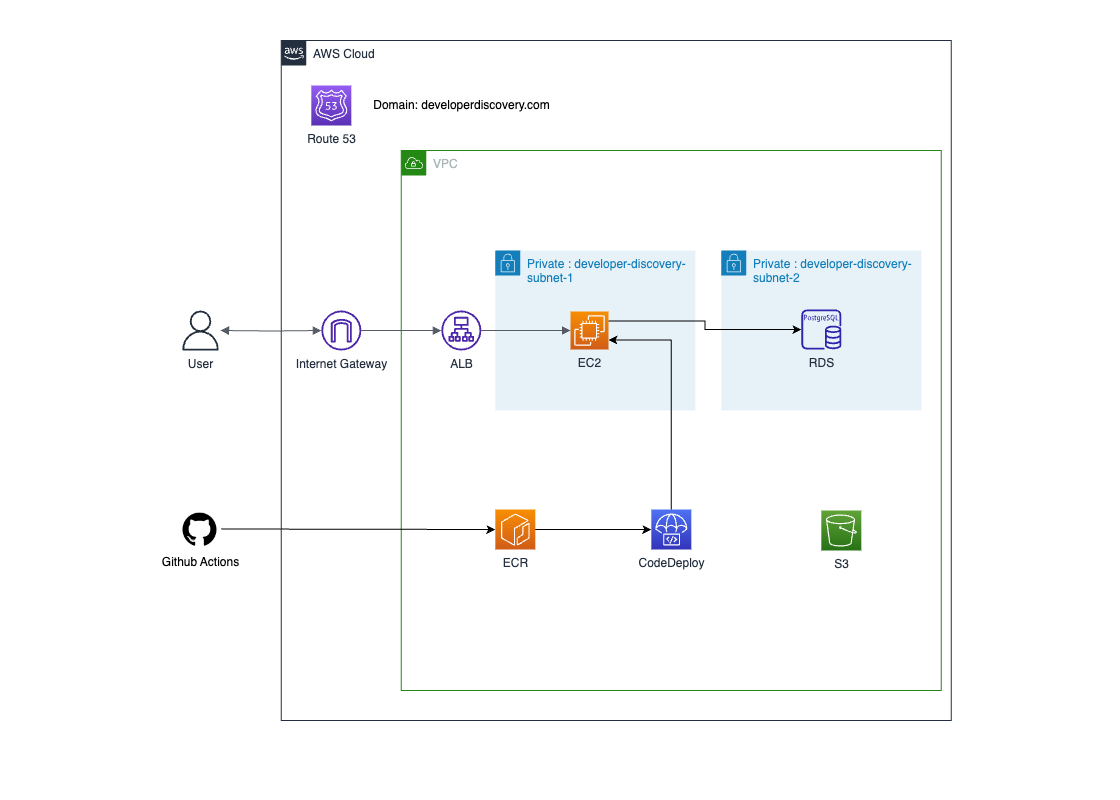 aws
AWS Cloud
53
Domain: developerdiscovery.com
Route 53
VPC
Private : developer-discovery-
subnet-1
Private : developer-discovery-
subnet-2
PostgreSQL
User
Internet Gateway
ALB
EC2
RDS
Github Actions
ECR
CodeDeploy
S3